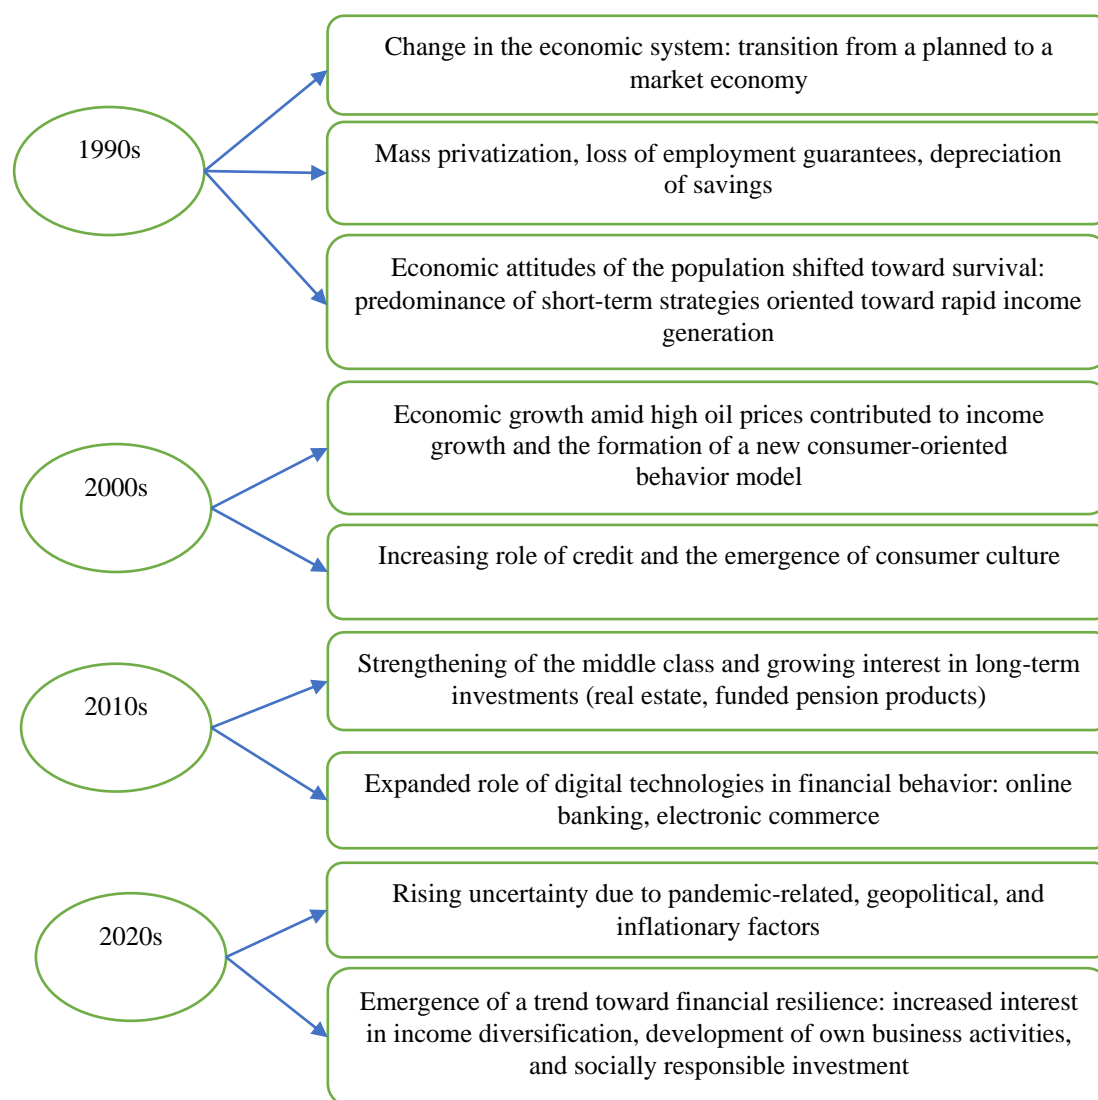 1990s
Change in the economic system: transition from a planned to a
market economy
Mass privatization, loss of employment guarantees, depreciation
of savings
Economic attitudes of the population shifted toward survival:
predominance of short-term strategies oriented toward rapid income
generation
2000s
Economic growth amid high oil prices contributed to income
growth and the formation of a new consumer-oriented
behavior model
Increasing role of credit and the emergence of consumer culture
2010s
Strengthening of the middle class and growing interest in long-term
investments (real estate, funded pension products)
Expanded role of digital technologies in financial behavior: online
banking, electronic commerce
2020s
Rising uncertainty due to pandemic-related, geopolitical, and
inflationary factors
Emergence of a trend toward financial resilience: increased interest
in income diversification, development of own business activities,
and socially responsible investment